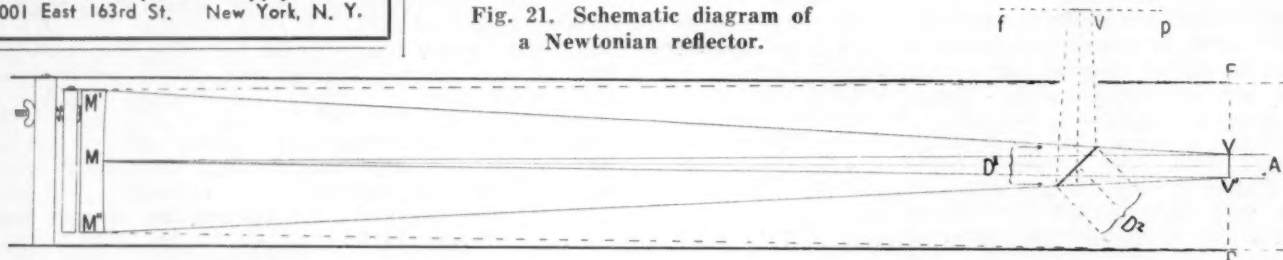 001 East 163rd St. New York, N. Y.
Fig. 21. Schematic diagram of
a Newtonian reflector.
f V p
F
M'
V
M
D¹
A
V"
M"
D2